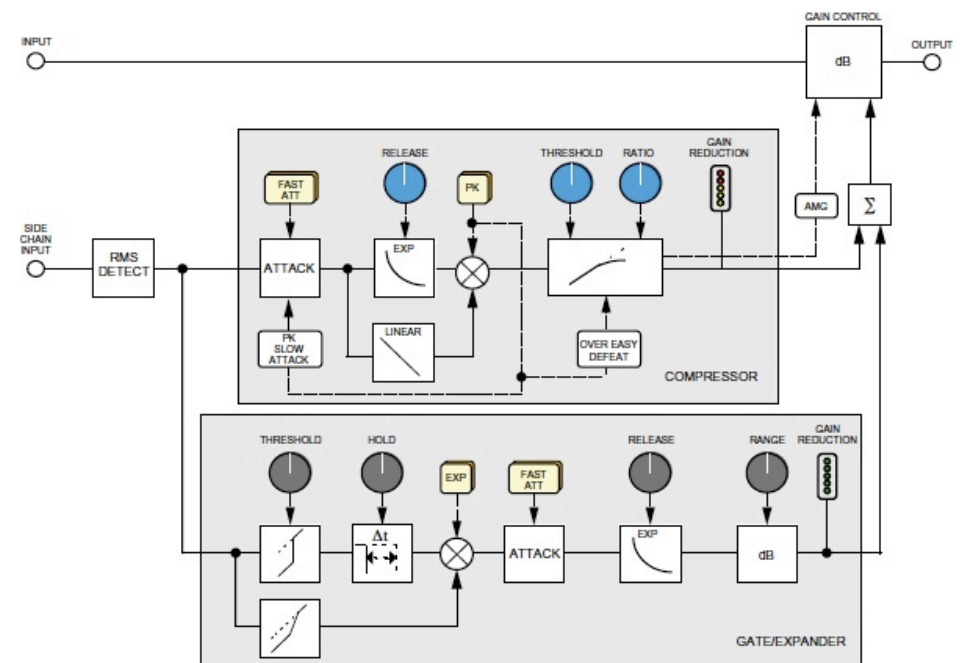 GAIN CONTROL
INPUT
OUTPUT
dB
RELEASE
THRESHOLD
RATIO
GAIN
REDUCTION
FAST
ATT
PK
AMG
Σ
SIDE
CHAIN
INPUT
RMS
DETECT
ATTACK
EXP
LINEAR
PK
SLOW
ATTACK
OVER EASY
DEFEAT
COMPRESSOR
THRESHOLD
HOLD
RELEASE
RANGE
GAIN
REDUCTION
EXP
FAST
ATT
Δt
ATTACK
EXP
dB
GATE/EXPANDER